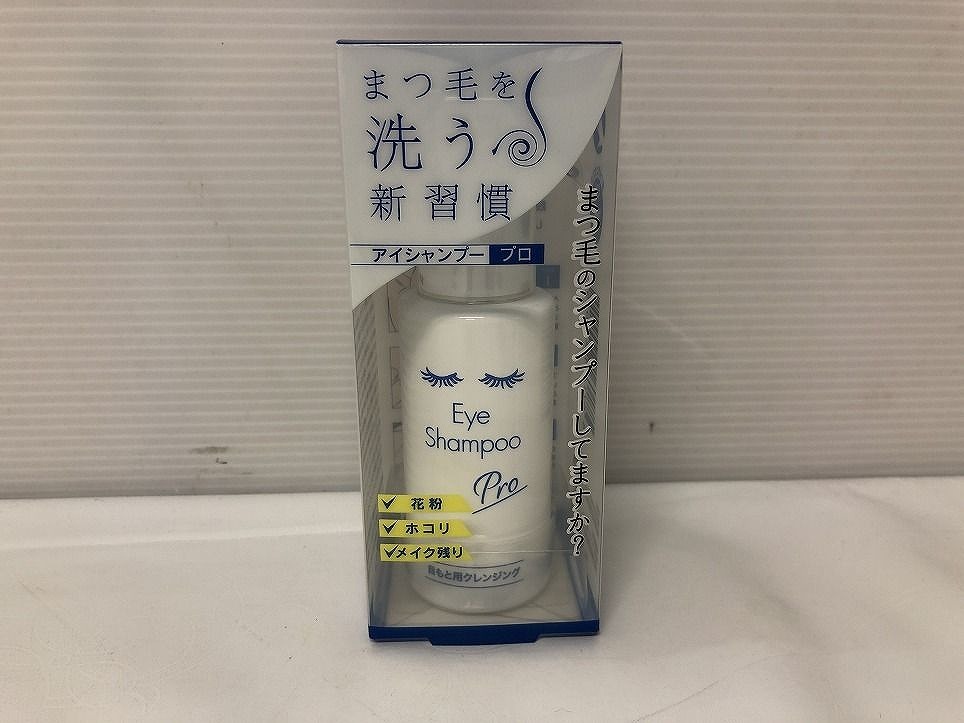 まつ毛を
洗う
新習慣
アイシャンプー プロ
まつ毛のシャンプーしてますか?
Eye
Shampoo
Pro
花粉
ホコリ
メイク残り
目もと用クレンジング